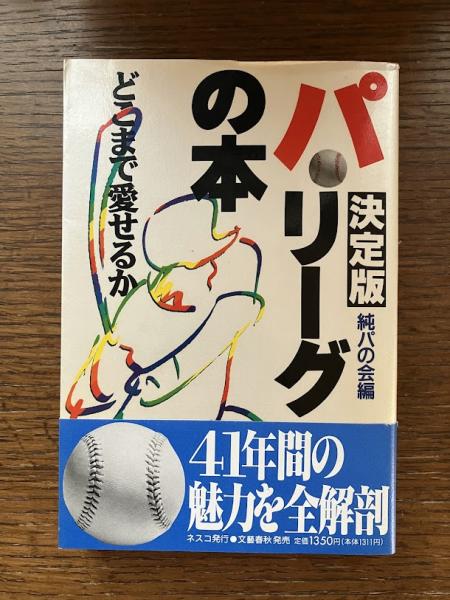 決定版
パ・リーグ
の本
どこまで愛せるか
純パの会編
41年間の
魅力を全解剖
ネスコ発行●文藝春秋発売 定価1350円(本体1311円)